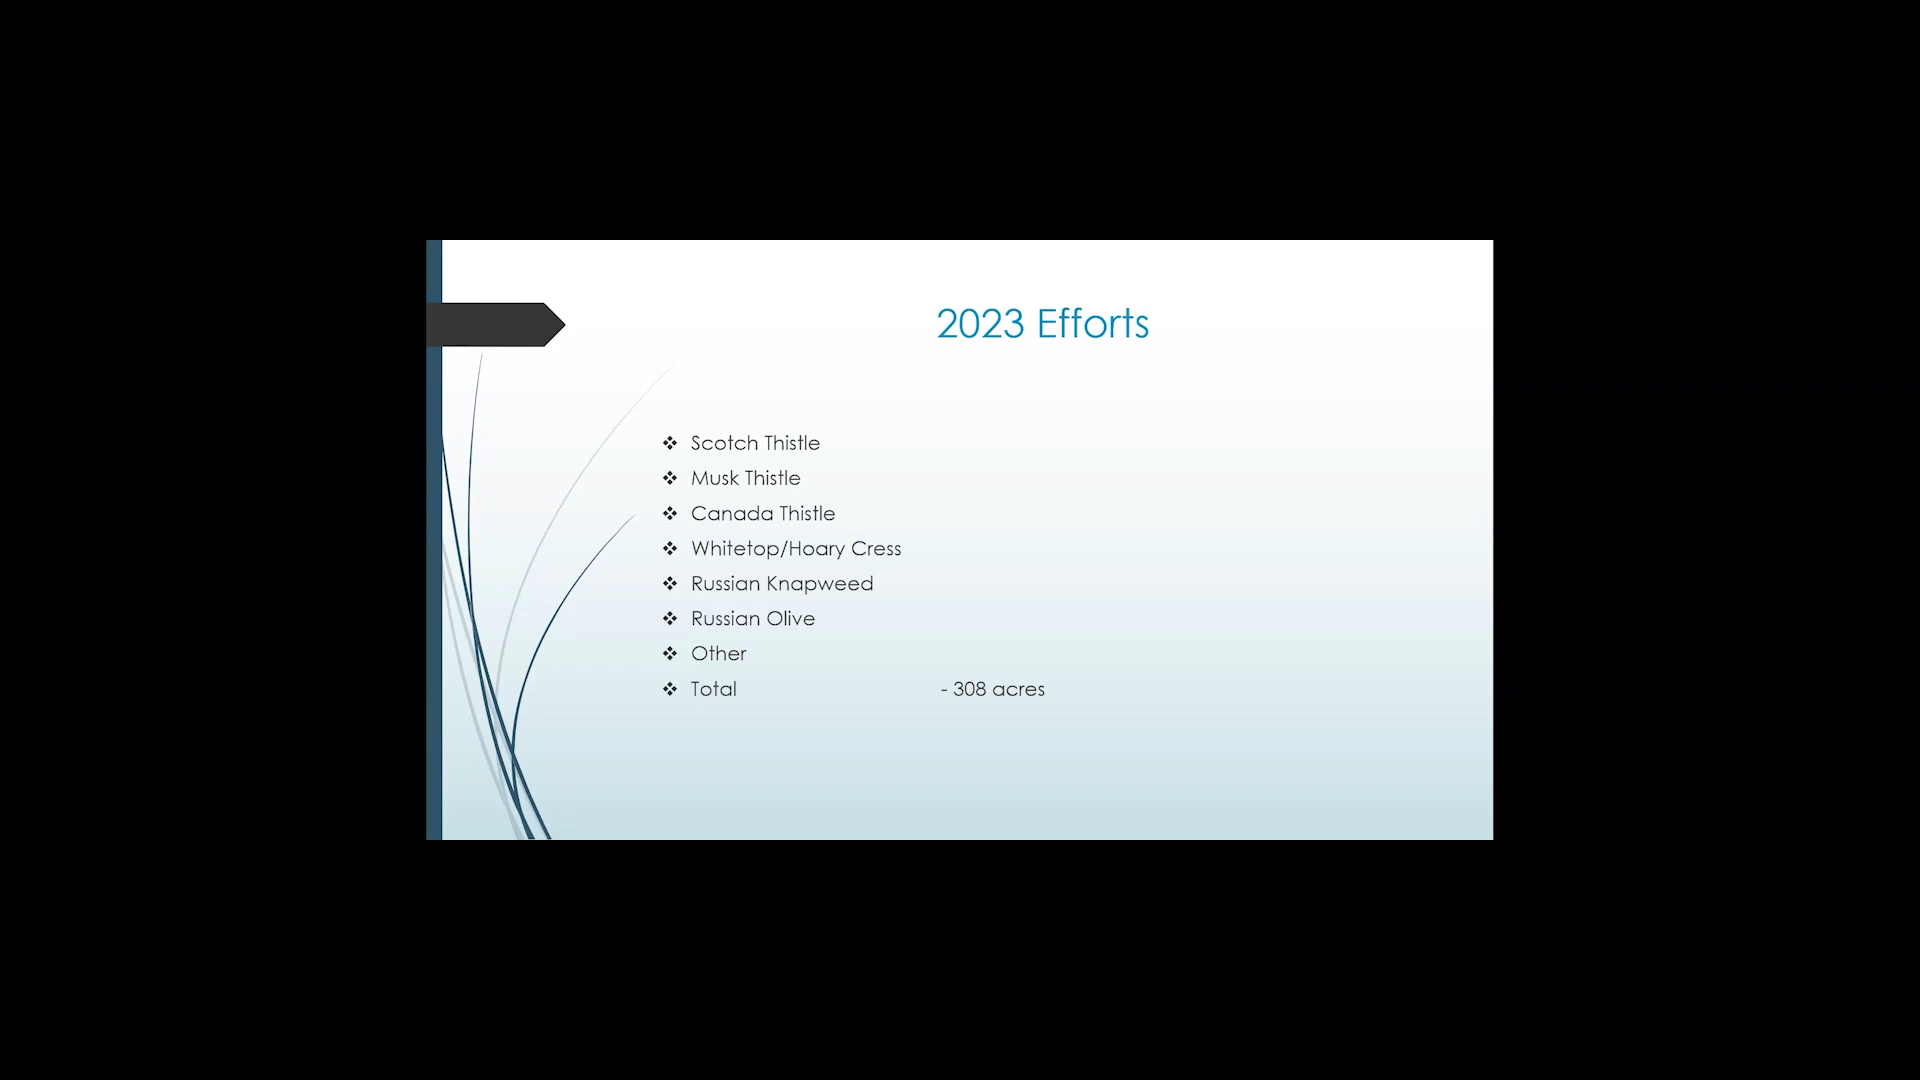 2023 Efforts
Scotch Thistle
Musk Thistle
Canada Thistle
Whitetop/Hoary Cress
Russian Knapweed
Russian Olive
Other
Total - 308 acres